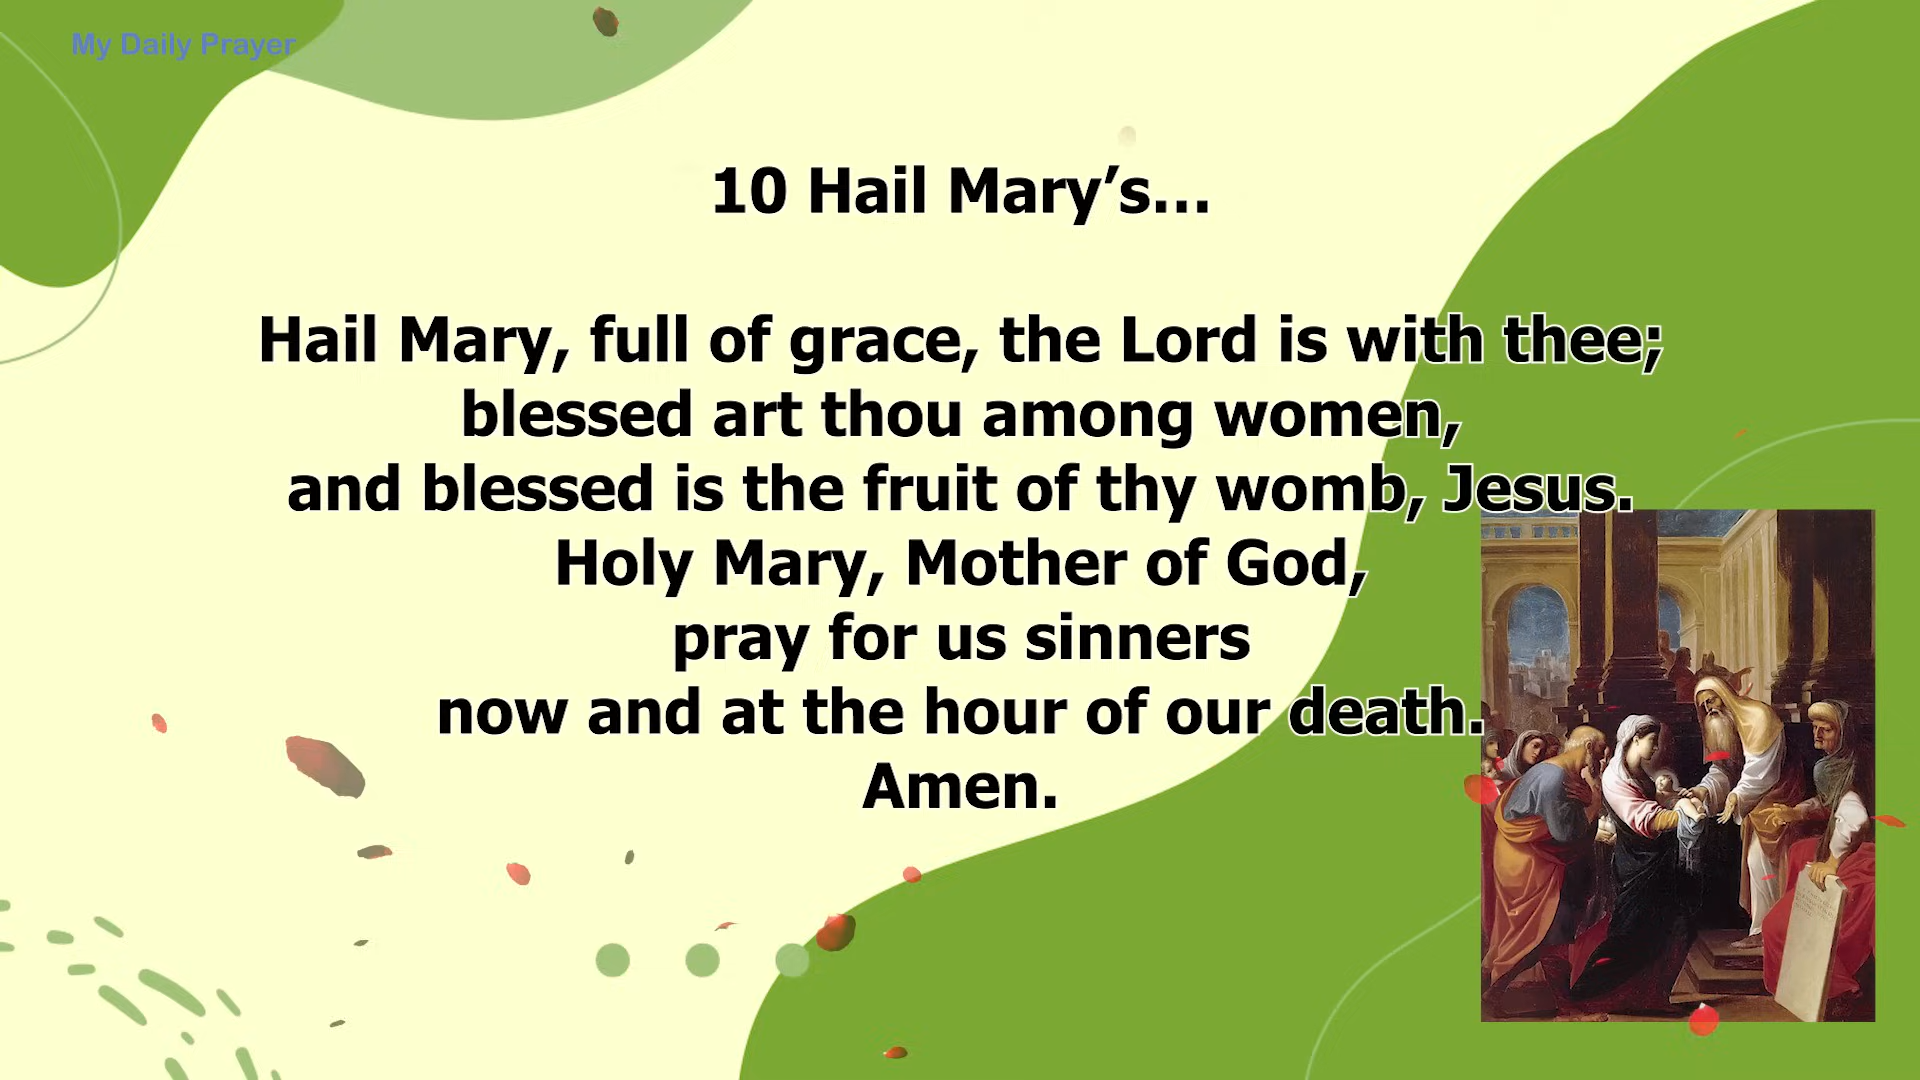 My Daily Prayer
10 Hail Mary’s...
Hail Mary, full of grace, the Lord is with thee;
blessed art thou among women,
and blessed is the fruit of thy womb, Jesus.
Holy Mary, Mother of God,
pray for us sinners
now and at the hour of our death.
Amen.